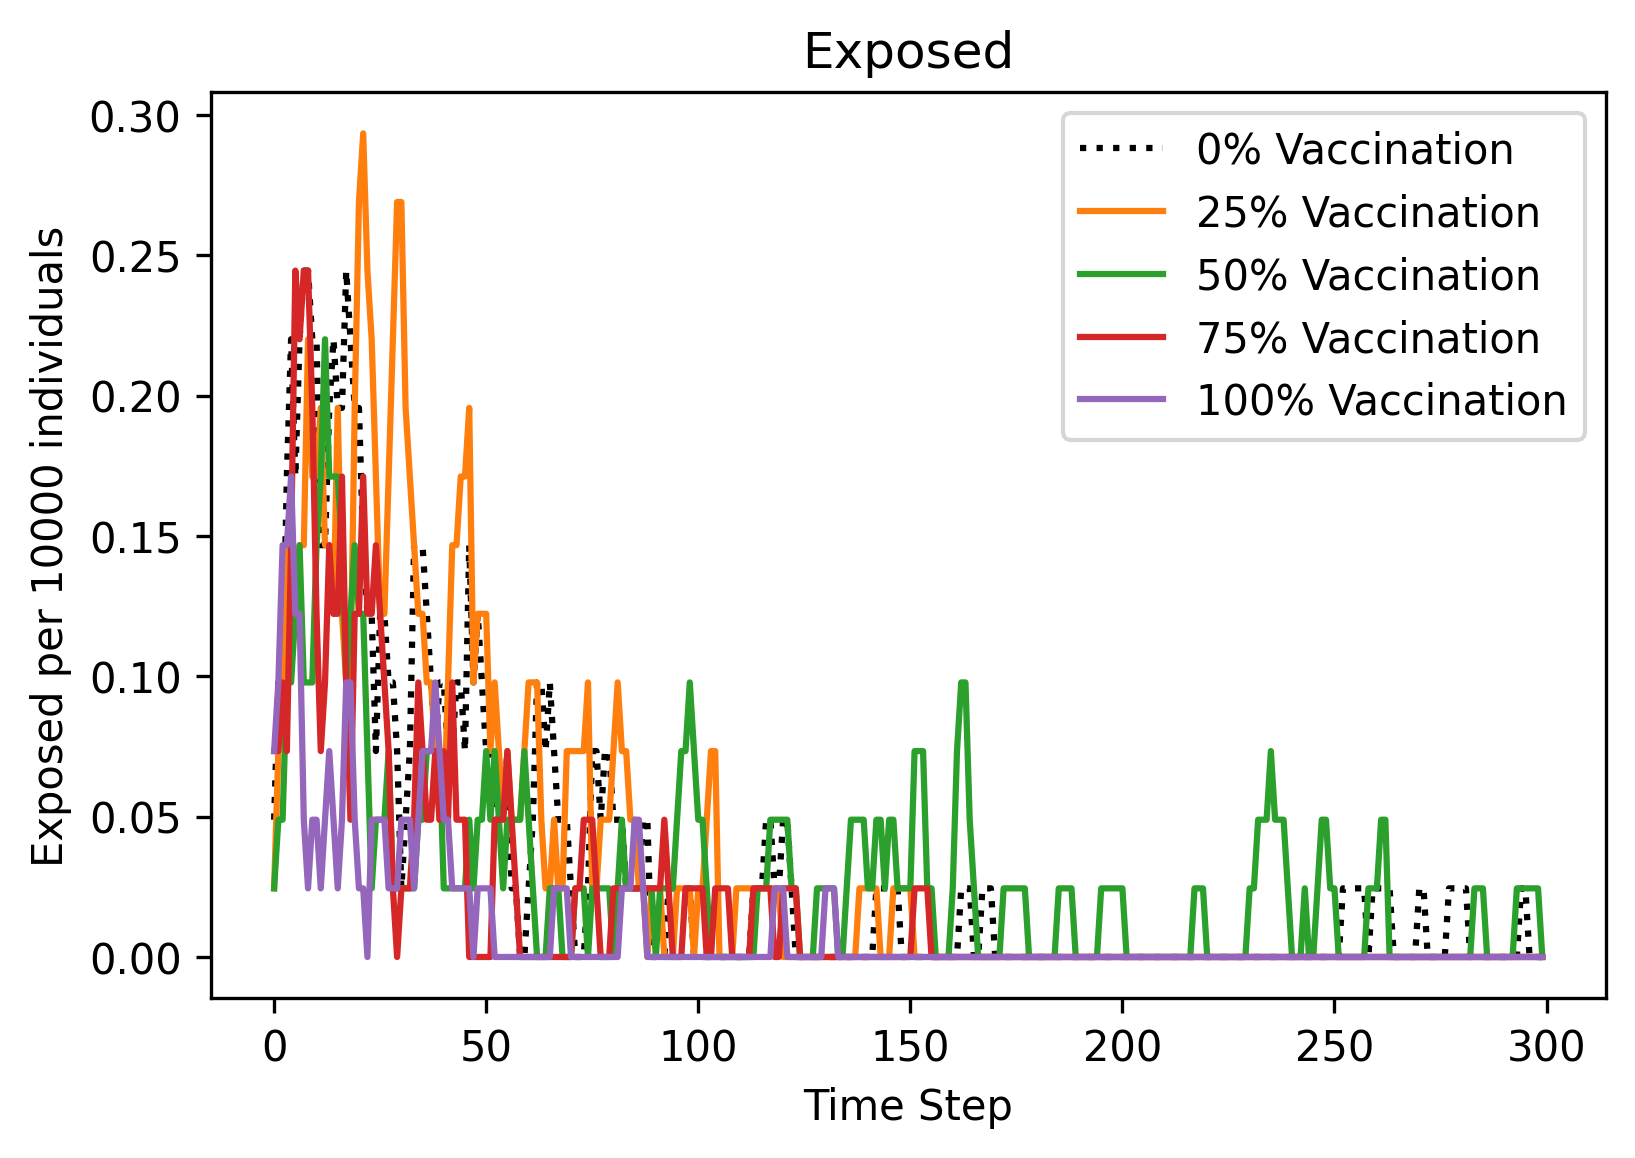 Exposed
Exposed per 10000 individuals
0.30
0.25
0.20
0.15
0.10
0.05
0.00
0% Vaccination
25% Vaccination
50% Vaccination
75% Vaccination
100% Vaccination
0 50 100 150 200 250 300
Time Step